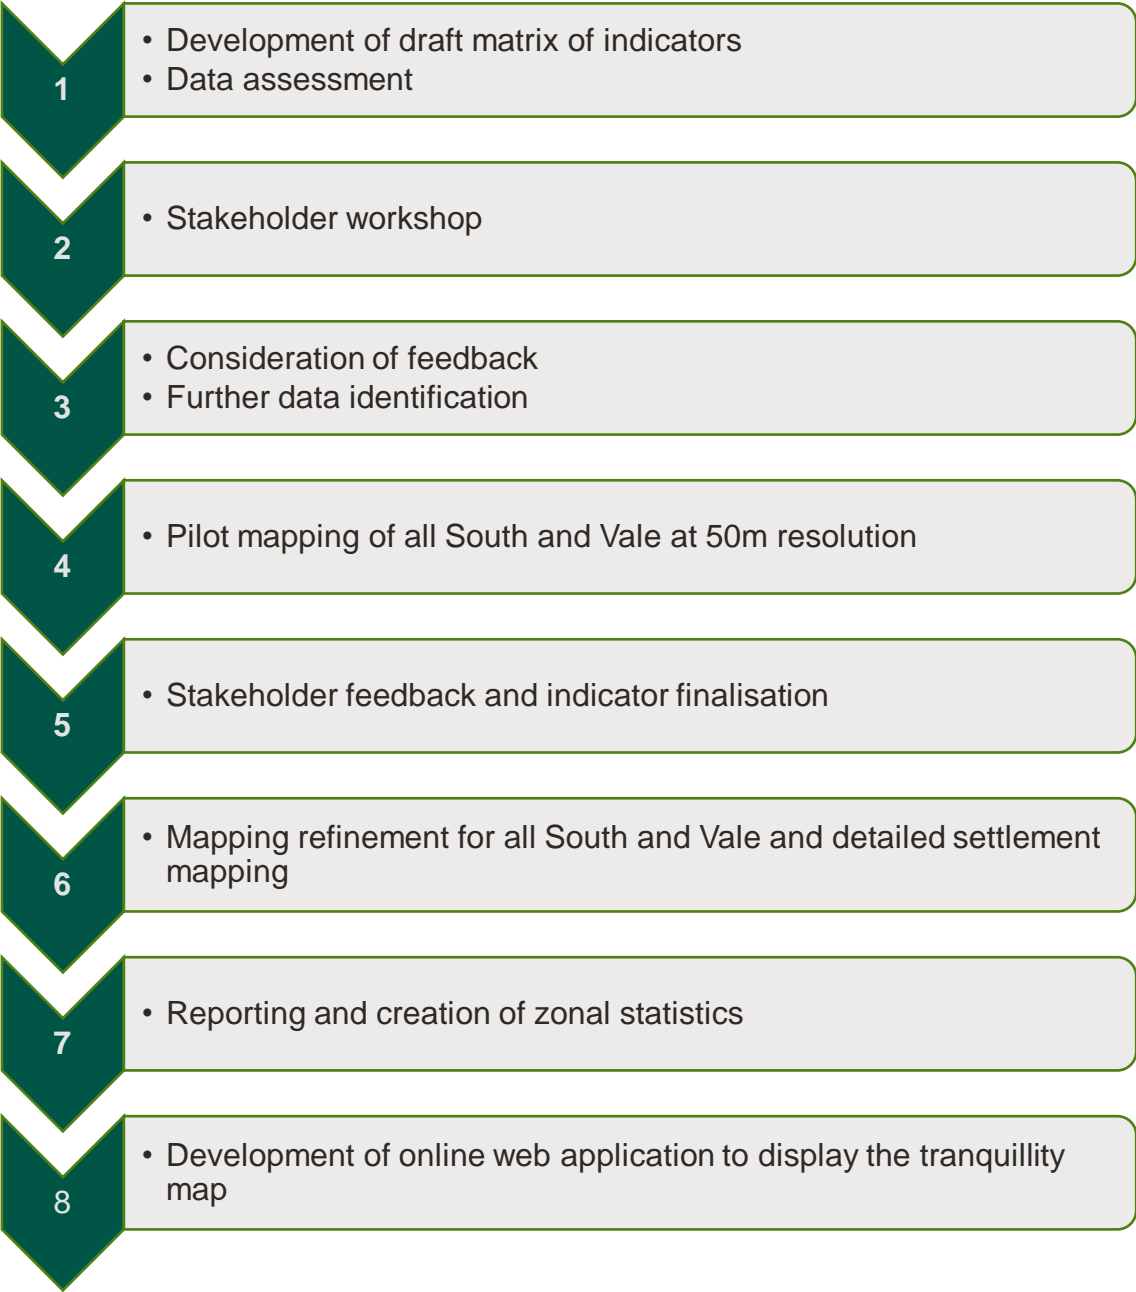 1
• Development of draft matrix of indicators
• Data assessment
2
• Stakeholder workshop
3
• Consideration of feedback
• Further data identification
4
• Pilot mapping of all South and Vale at 50m resolution
5
• Stakeholder feedback and indicator finalisation
6
• Mapping refinement for all South and Vale and detailed settlement
mapping
7
• Reporting and creation of zonal statistics
8
• Development of online web application to display the tranquillity
map